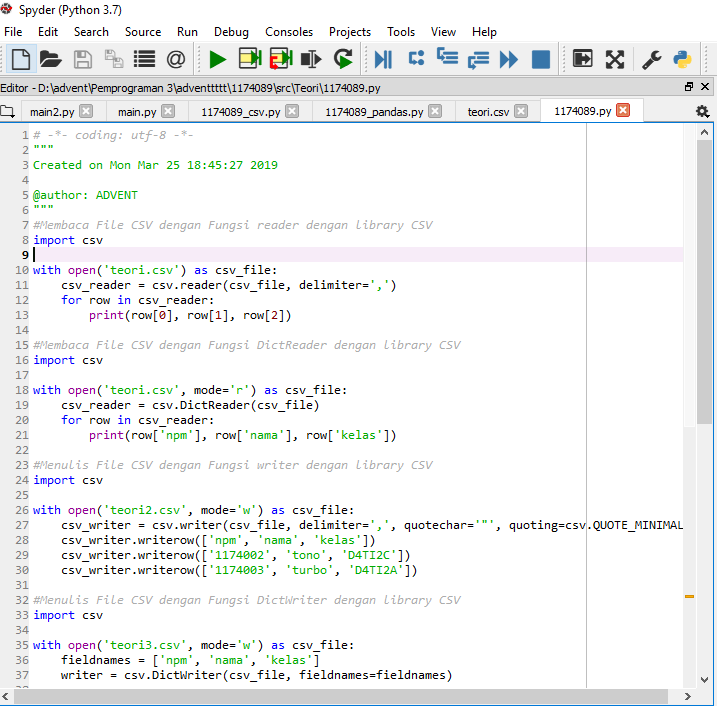 Spyder (Python 3.7)
File Edit Search Source Run Debug Consoles Projects Tools View Help
Editor - D:\advent\Pemprograman 3\adventtttt\1174089\src\Teori\1174089.py
main2.py main.py 1174089_csv.py 1174089_pandas.py teori.csv 1174089.py
1 # -*- coding: utf-8 -*-
2 """
3 Created on Mon Mar 25 18:45:27 2019
4
5 @author: ADVENT
6 """
7 #Membaca File CSV dengan Fungsi reader dengan library CSV
8 import csv
9
10 with open('teori.csv') as csv_file:
11     csv_reader = csv.reader(csv_file, delimiter=',')
12     for row in csv_reader:
13         print(row[0], row[1], row[2])
14
15 #Membaca File CSV dengan Fungsi DictReader dengan library CSV
16 import csv
17
18 with open('teori.csv', mode='r') as csv_file:
19     csv_reader = csv.DictReader(csv_file)
20     for row in csv_reader:
21         print(row['npm'], row['nama'], row['kelas'])
22
23 #Menulis File CSV dengan Fungsi writer dengan library CSV
24 import csv
25
26 with open('teori2.csv', mode='w') as csv_file:
27     csv_writer = csv.writer(csv_file, delimiter=',', quotechar='"', quoting=csv.QUOTE_MINIMAL
28     csv_writer.writerow(['npm', 'nama', 'kelas'])
29     csv_writer.writerow(['1174002', 'tono', 'D4TI2C'])
30     csv_writer.writerow(['1174003', 'turbo', 'D4TI2A'])
31
32 #Menulis File CSV dengan Fungsi DictWriter dengan library CSV
33 import csv
34
35 with open('teori3.csv', mode='w') as csv_file:
36     fieldnames = ['npm', 'nama', 'kelas']
37     writer = csv.DictWriter(csv_file, fieldnames=fieldnames)